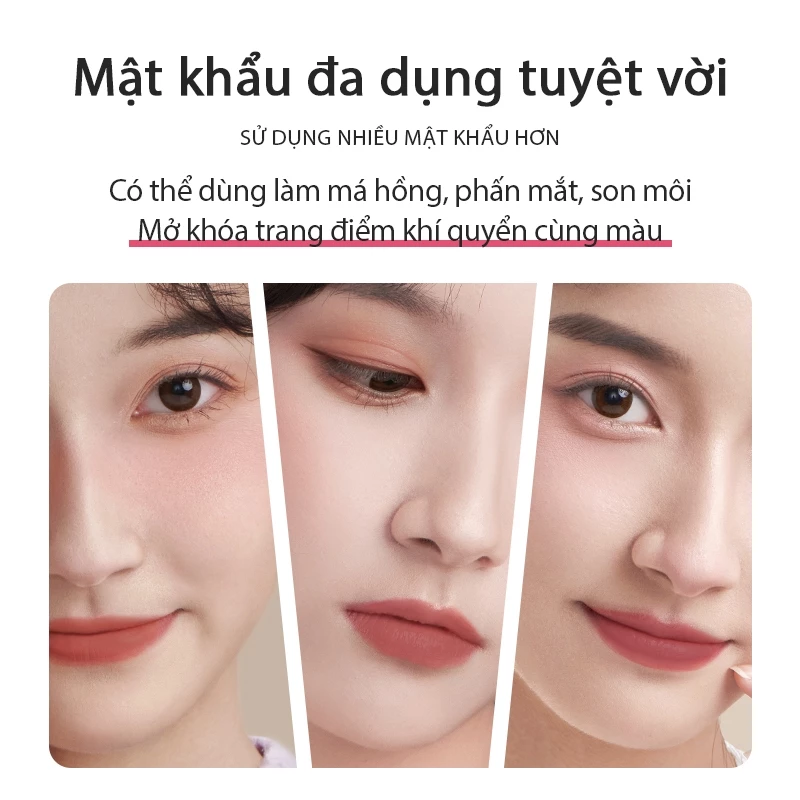 Mật khẩu đa dụng tuyệt vời
SỬ DỤNG NHIỀU MẬT KHẨU HƠN
Có thể dùng làm má hồng, phấn mắt, son môi
Mở khóa trang điểm khí quyển cùng màu